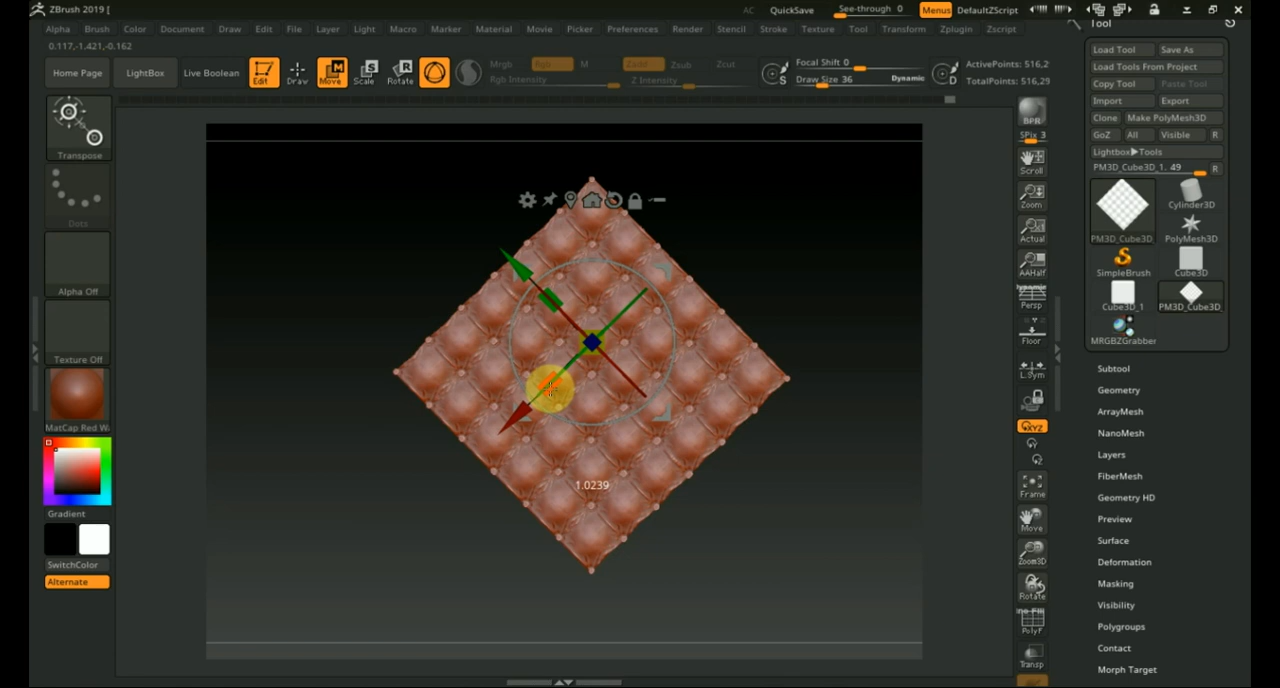 ZBrush 2019 [
AC QuickSave See-through 0 Menus DefaultZScript
Alpha Brush Color Document Draw Edit File Layer Light Macro Marker Material Movie Picker Preferences Render Stencil Stroke Texture Tool Transform Zplugin Zscript
0.117,-1.421,-0.162
Home Page LightBox Live Boolean Edit Draw Move Scale Rotate
Mrgb Rgb M Zadd Zsub Zcut
Rgb Intensity Z Intensity
Focal Shift 0
Draw Size 36 Dynamic
S D
ActivePoints: 516,2
TotalPoints: 516,29
Transpose
Dots
Alpha Off
Texture Off
MatCap Red W
Gradient
SwitchColor
Alternate
1.0239
BPR
SPix 3
Scroll
Zoom
Actual
AAHalf
Dynamic
Persp
Floor
L.Sym
XYZ
Frame
Move
Zoom3D
Rotate
PolyF
Transp
Tool
Load Tool Save As
Load Tools From Project
Copy Tool Paste Tool
Import Export
Clone Make PolyMesh3D
GoZ All Visible R
Lightbox▶Tools
PM3D_Cube3D_1. 49 R
PM3D_Cube3D_ Cylinder3D
PolyMesh3D
SimpleBrush Cube3D
Cube3D_1 PM3D_Cube3D_
MRGBZGrabber
Subtool
Geometry
ArrayMesh
NanoMesh
Layers
FiberMesh
Geometry HD
Preview
Surface
Deformation
Masking
Visibility
Polygroups
Contact
Morph Target